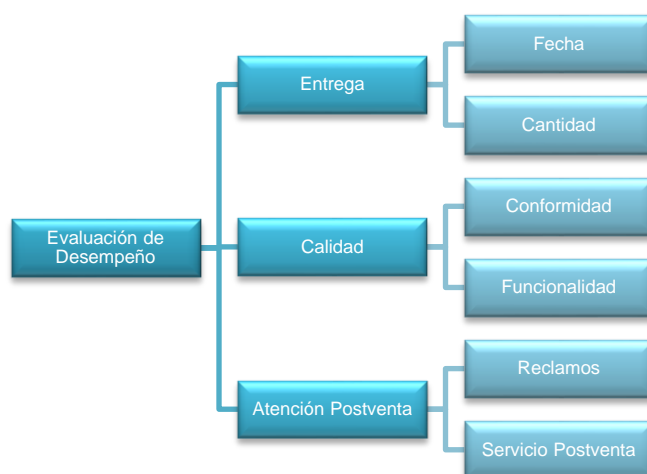 Fecha
Entrega
Cantidad
Conformidad
Evaluación de
Desempeño
Calidad
Funcionalidad
Reclamos
Atención Postventa
Servicio Postventa